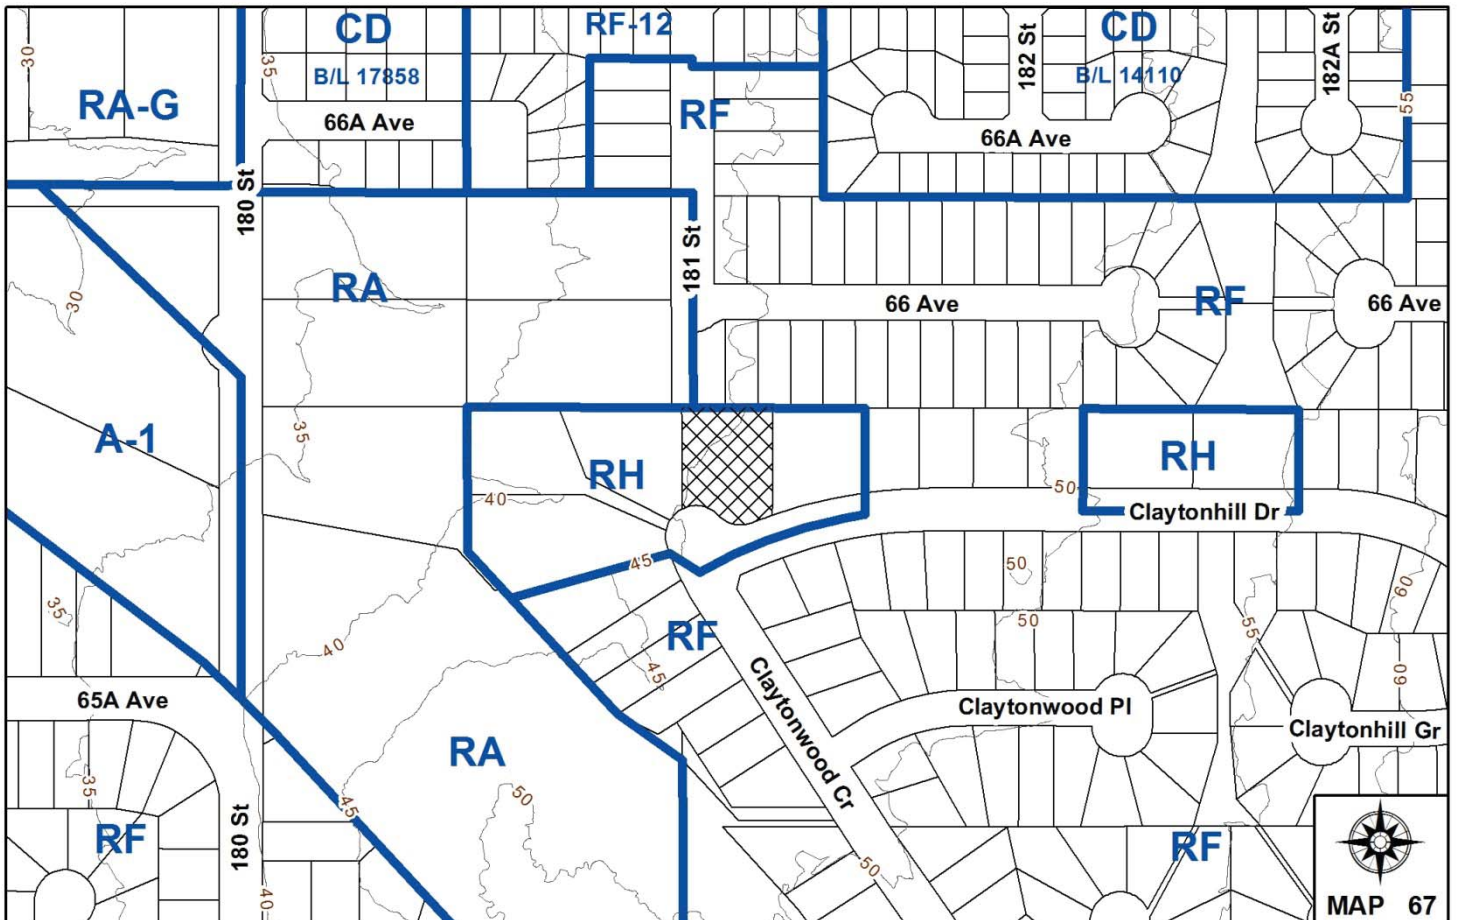 CD
RF-12
182 St
CD
182A St
30
35
B/L 17858
B/L 14110
RA-G
66A Ave
RF
66A Ave
55
180 St
181 St
RA
30
66 Ave
RF
66 Ave
A-1
35
RH
RH
40
50
Claytonhill Dr
45
50
60
35
50
55
40
RF
45
60
65A Ave
Claytonwood Pl
Claytonhill Gr
RA
Claytonwood Cr
35
50
45
180 St
RF
RF
50
40
MAP 67